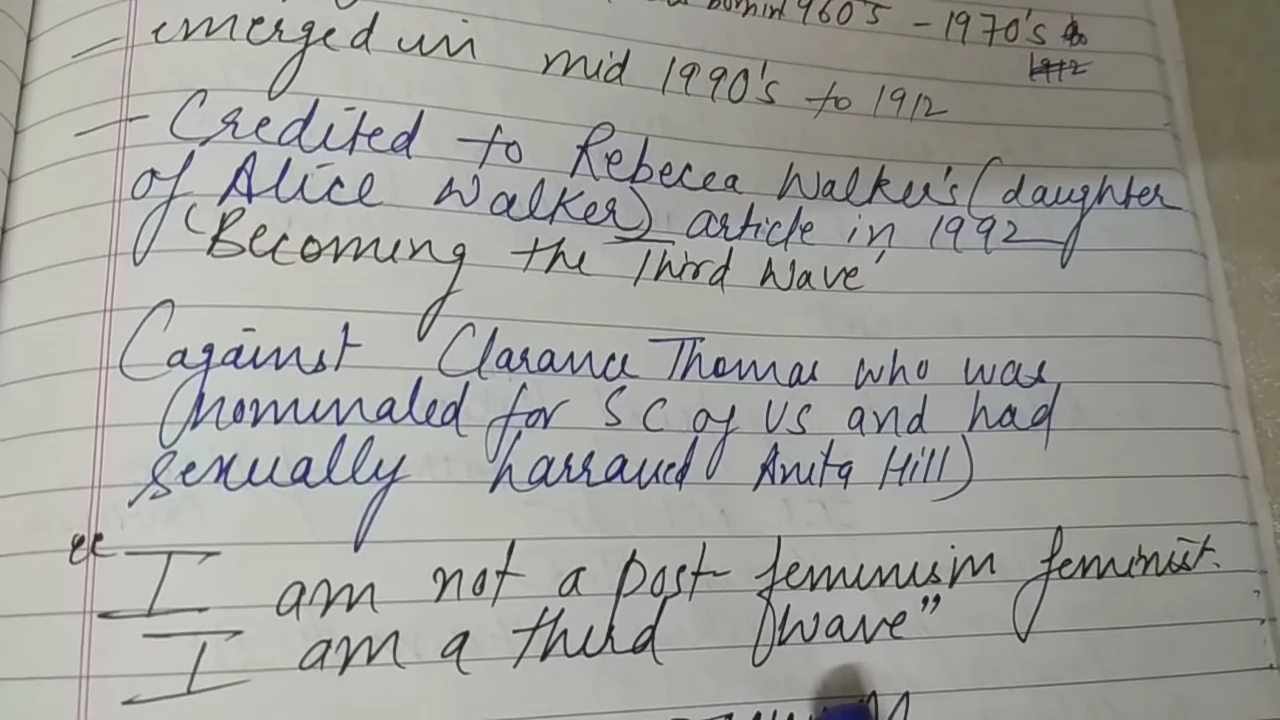 born in 1960's - 1970's
- emerged in mid 1990's to 1912
- Credited to Rebecca Walker's (daughter
of Alice Walker) article in 1992
'Becoming the Third Wave'
(against Clarance Thomas who was
nominated for SC of US and had
sexually harrassed Anita Hill)
"I am not a post-feminism feminist.
I am a third wave"